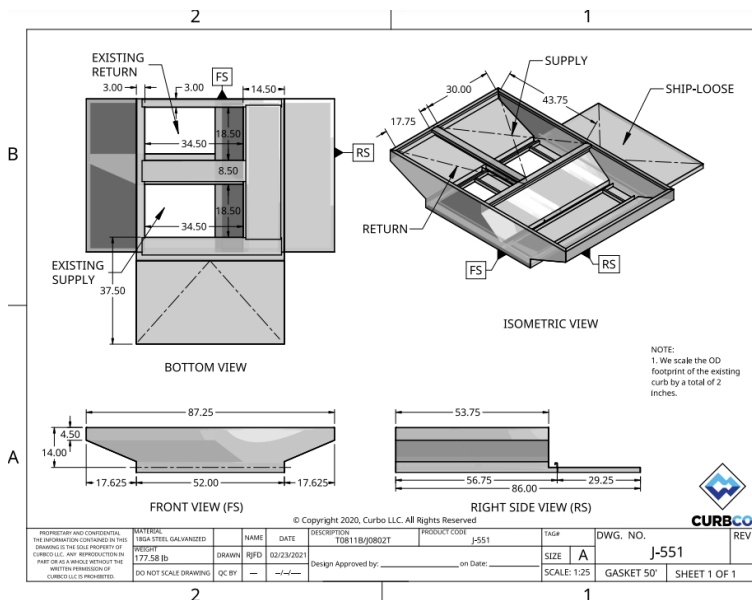 2
1
EXISTING
RETURN
3.00
3.00
FS
14.50
18.50
34.50
8.50
RS
18.50
34.50
EXISTING
SUPPLY
37.50
BOTTOM VIEW
B
SUPPLY
30.00
43.75
SHIP-LOOSE
17.75
RETURN
FS
RS
ISOMETRIC VIEW
NOTE:
1. We scale the OD
footprint of the existing
curb by a total of 2
inches.
A
87.25
4.50
14.00
17.625
52.00
17.625
FRONT VIEW (FS)
53.75
56.75
29.25
86.00
RIGHT SIDE VIEW (RS)
CURBCO
© Copyright 2020, Curbo LLC. All Rights Reserved
PROPRIETARY AND CONFIDENTIAL
THE INFORMATION CONTAINED IN THIS
DRAWING IS THE SOLE PROPERTY OF
CURBCO LLC. ANY REPRODUCTION IN
PART OR AS A WHOLE WITHOUT THE
WRITTEN PERMISSION OF
CURBCO LLC IS PROHIBITED.
MATERIAL
18GA STEEL GALVANIZED
WEIGHT
177.58 lb
DO NOT SCALE DRAWING
NAME
DATE
DRAWN
RJFD
02/23/2021
QC BY
—
--/--/----
DESCRIPTION
T0811B/J0802T
PRODUCT CODE
J-551
Design Approved by:
on Date:
TAG#
SIZE
A
SCALE: 1:25
DWG. NO.
J-551
REV
GASKET 50'
SHEET 1 OF 1
2
1